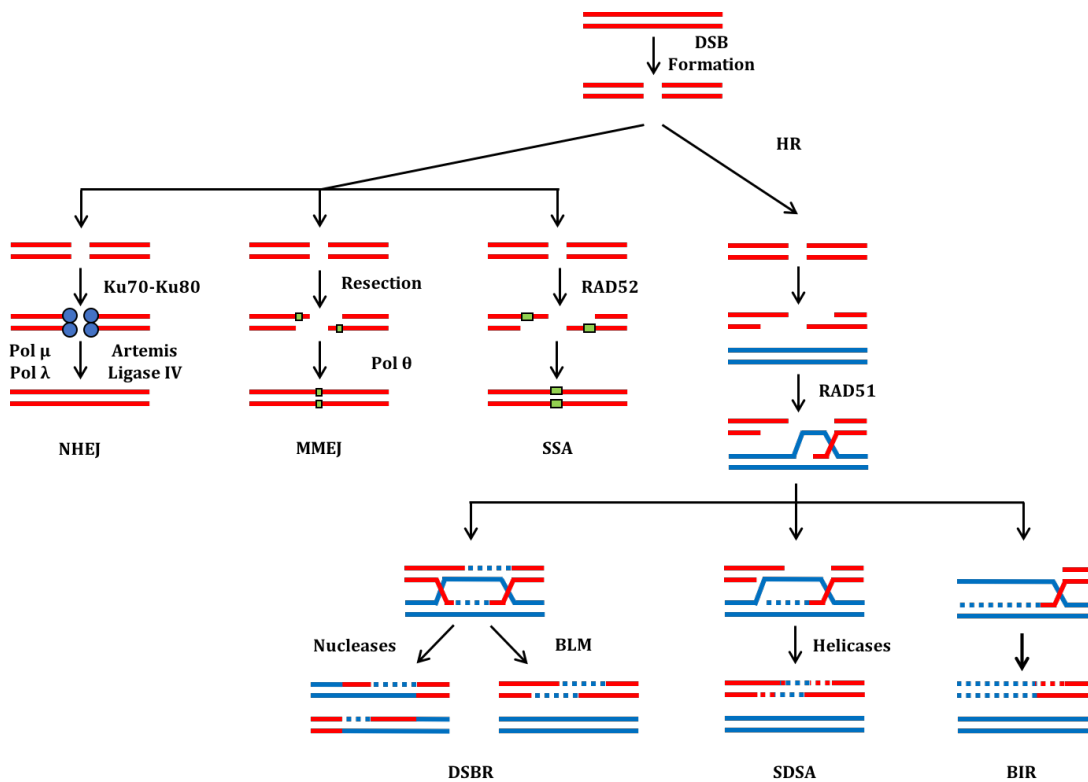 DSB
Formation
HR
Ku70-Ku80
Resection
RAD52
Pol μ
Pol λ
Artemis
Ligase IV
Pol θ
RAD51
NHEJ
MMEJ
SSA
Nucleases
BLM
Helicases
DSBR
SDSA
BIR